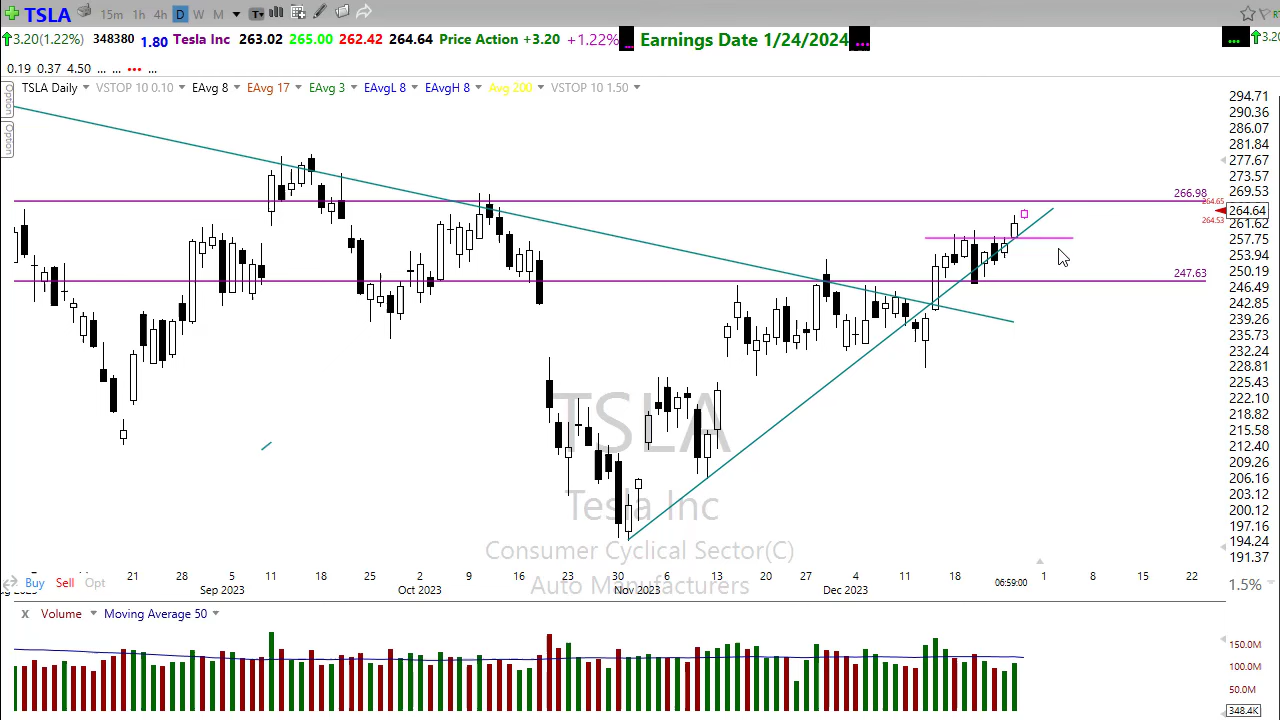 TSLA 15m 1h 4h D W M
3.20(1.22%) 348380 1.80 Tesla Inc 263.02 265.00 262.42 264.64 Price Action +3.20 +1.22% ... Earnings Date 1/24/2024 ... ... 3.20
0.19 0.37 4.50 ... ... ... ...
TSLA Daily VSTOP 10 0.10 EAvg 8 EAvg 17 EAvg 3 EAvgL 8 EAvgH 8 Avg 200 VSTOP 10 1.50
Option
Option
294.71
290.36
286.07
281.84
277.67
273.57
269.53
266.98
264.65
264.64
264.53
261.62
257.75
253.94
250.19
247.63
246.49
242.85
239.26
235.73
232.24
228.81
225.43
222.10
218.82
215.58
212.40
209.26
206.16
203.12
200.12
197.16
194.24
191.37
TSLA
Tesla Inc
Consumer Cyclical Sector(C)
Auto Manufacturers
21 28 5 11 18 25 2 9 16 23 30 6 13 20 27 4 11 18 1 8 15 22
Buy Sell Opt
Sep 2023 Oct 2023 Nov 2023 Dec 2023 06:59:00
1.5%
X Volume Moving Average 50
150.0M
100.0M
50.0M
348.4K